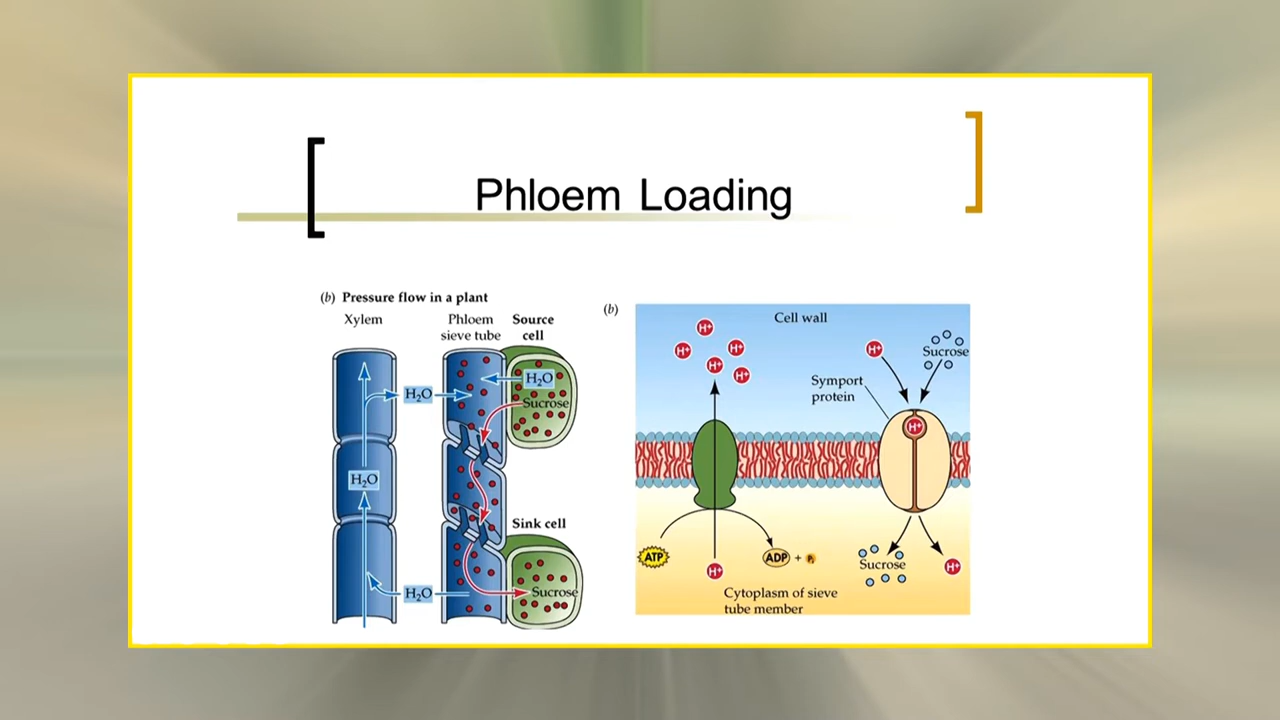 Phloem Loading
(b) Pressure flow in a plant
Xylem
Phloem
sieve tube
Source
cell
H₂O
H₂O
Sucrose
H₂O
Sink cell
H₂O
Sucrose
(b)
Cell wall
H⁺
H⁺
H⁺
H⁺
H⁺
H⁺
Sucrose
Symport
protein
H⁺
ATP
ADP + Pᵢ
H⁺
Sucrose
H⁺
Cytoplasm of sieve
tube member